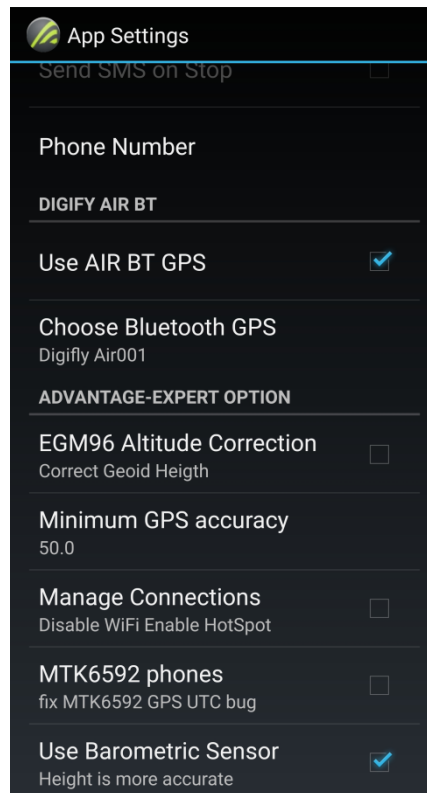 App Settings
Send SMS on Stop
Phone Number
DIGIFY AIR BT
Use AIR BT GPS
Choose Bluetooth GPS
Digifly Air001
ADVANTAGE-EXPERT OPTION
EGM96 Altitude Correction
Correct Geoid Heigth
Minimum GPS accuracy
50.0
Manage Connections
Disable WiFi Enable HotSpot
MTK6592 phones
fix MTK6592 GPS UTC bug
Use Barometric Sensor
Height is more accurate